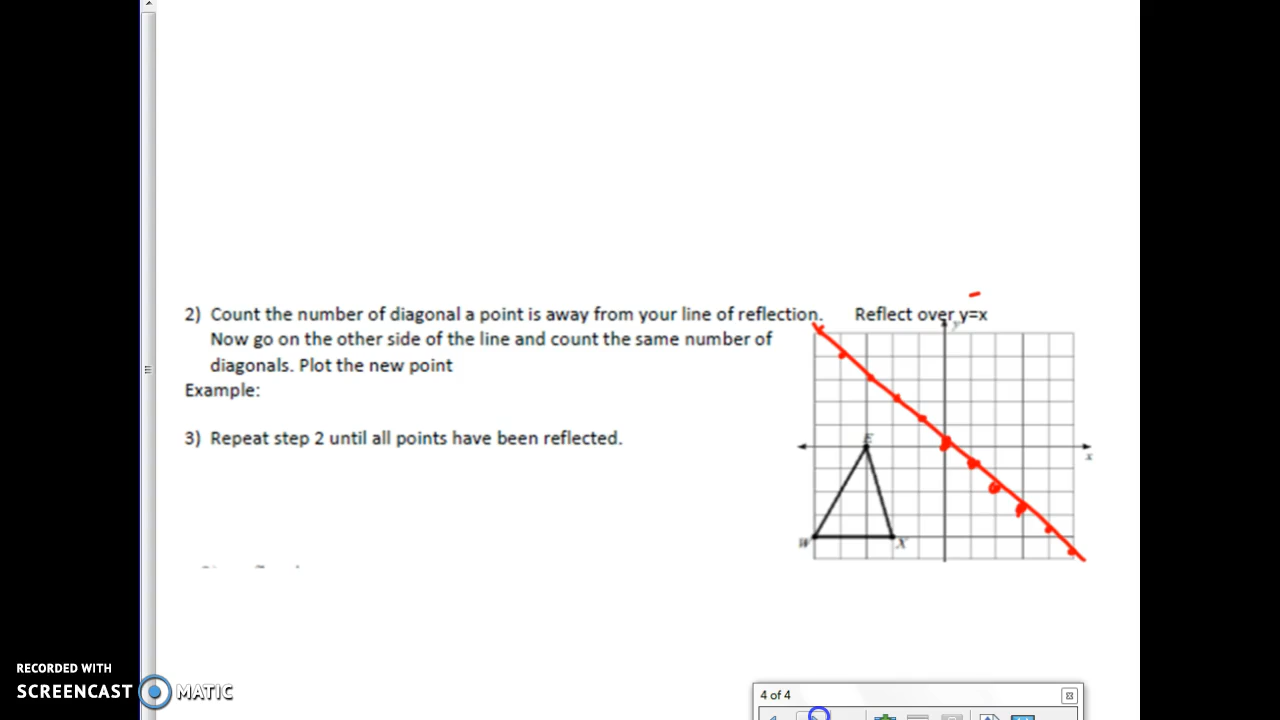 2) Count the number of diagonal a point is away from your line of reflection. Reflect over y=x
Now go on the other side of the line and count the same number of
diagonals. Plot the new point
Example:
3) Repeat step 2 until all points have been reflected.
y
E
x
W
X
RECORDED WITH
SCREENCAST MATIC
4 of 4